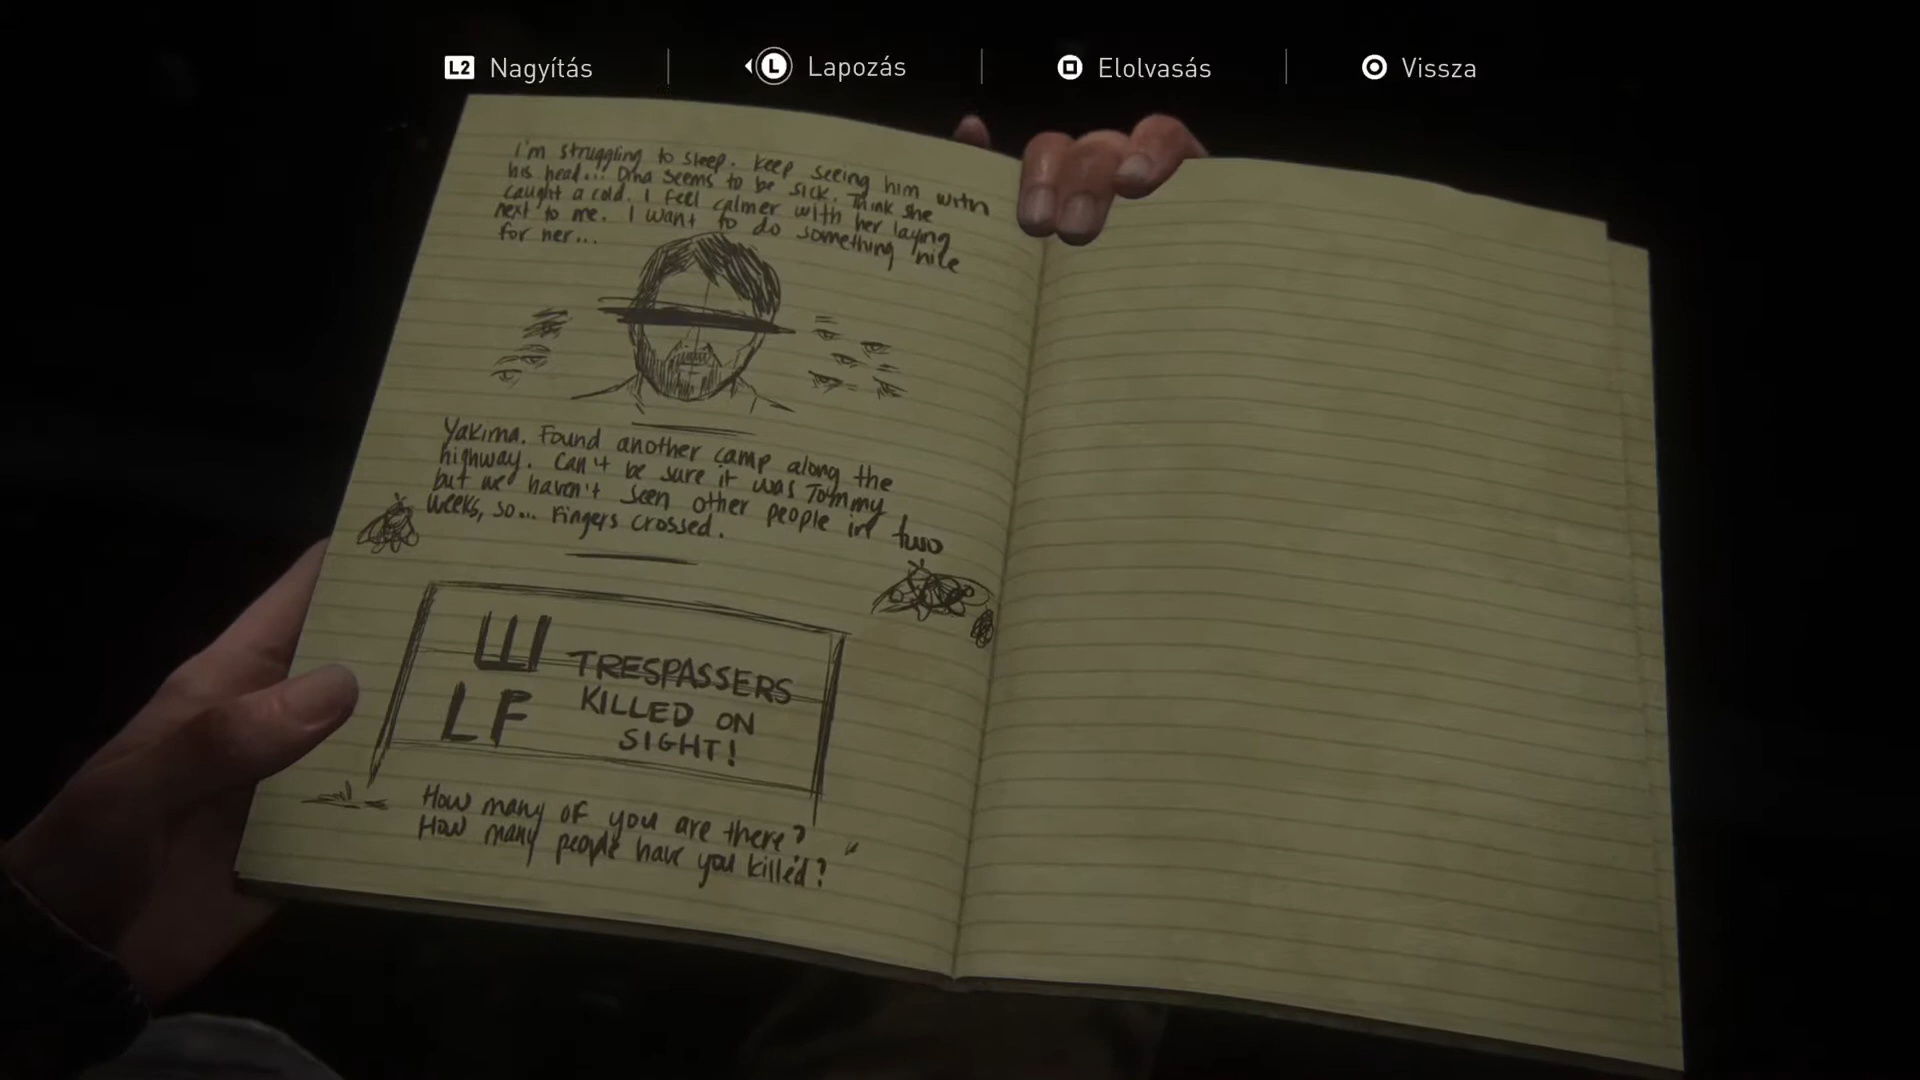 L2 Nagyítás
L Lapozás
Elolvasás
Vissza
I'm struggling to sleep. Keep seeing him with
his head... Dina seems to be sick. Think she
caught a cold. I feel calmer with her laying
next to me. I want to do something nice
for her...
Yakima. Found another camp along the
highway. Can't be sure it was Tommy
but we haven't seen other people in two
weeks, so... Fingers crossed.
W TRESPASSERS
LF KILLED ON
SIGHT!
How many of you are there?
How many people have you killed?